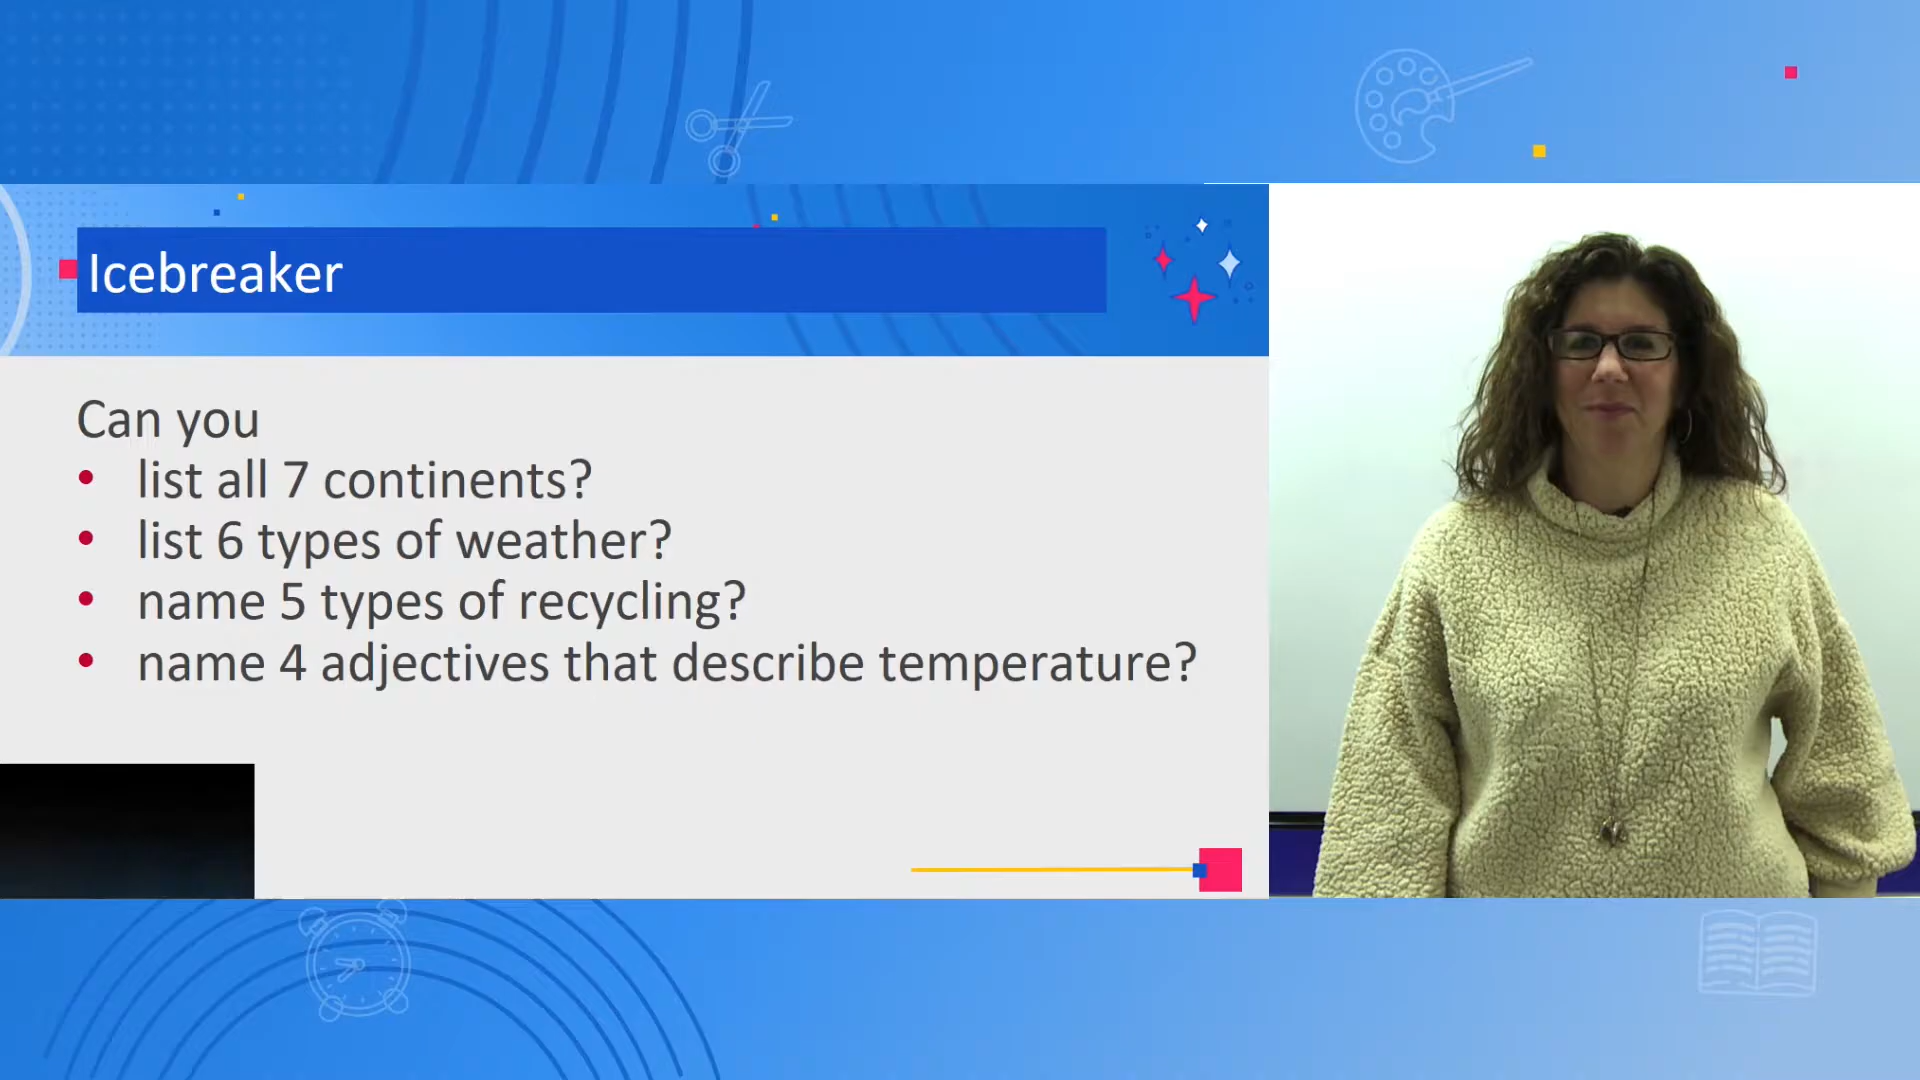 Icebreaker
Can you
• list all 7 continents?
• list 6 types of weather?
• name 5 types of recycling?
• name 4 adjectives that describe temperature?